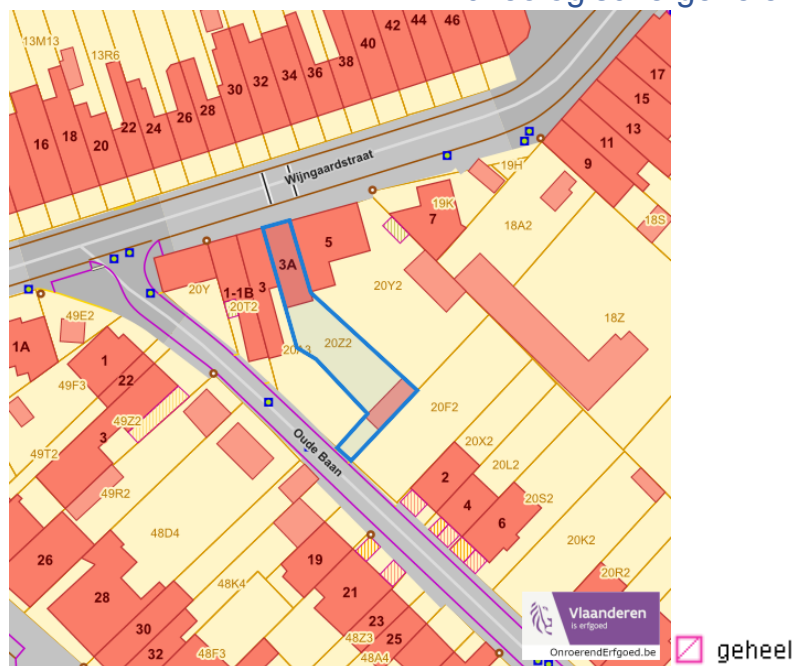 42
44
46
13M13
13R6
40
38
36
34
32
30
28
26
24
22
20
18
16
17
15
13
11
9
Wijngaardstraat
19H
19K
7
18A2
18S
5
3A
3
1-1B
20Y
20T2
20Y2
18Z
49E2
1A
1
22
49F3
20A3
20Z2
20F2
49Z2
3
49T2
49R2
Oude Baan
20X2
20L2
20S2
2
4
6
48D4
20K2
26
28
30
32
19
21
23
25
48K4
48Z3
48A4
48F3
20R2
Vlaanderen
is erfgoed
OnroerendErfgoed.be
geheel